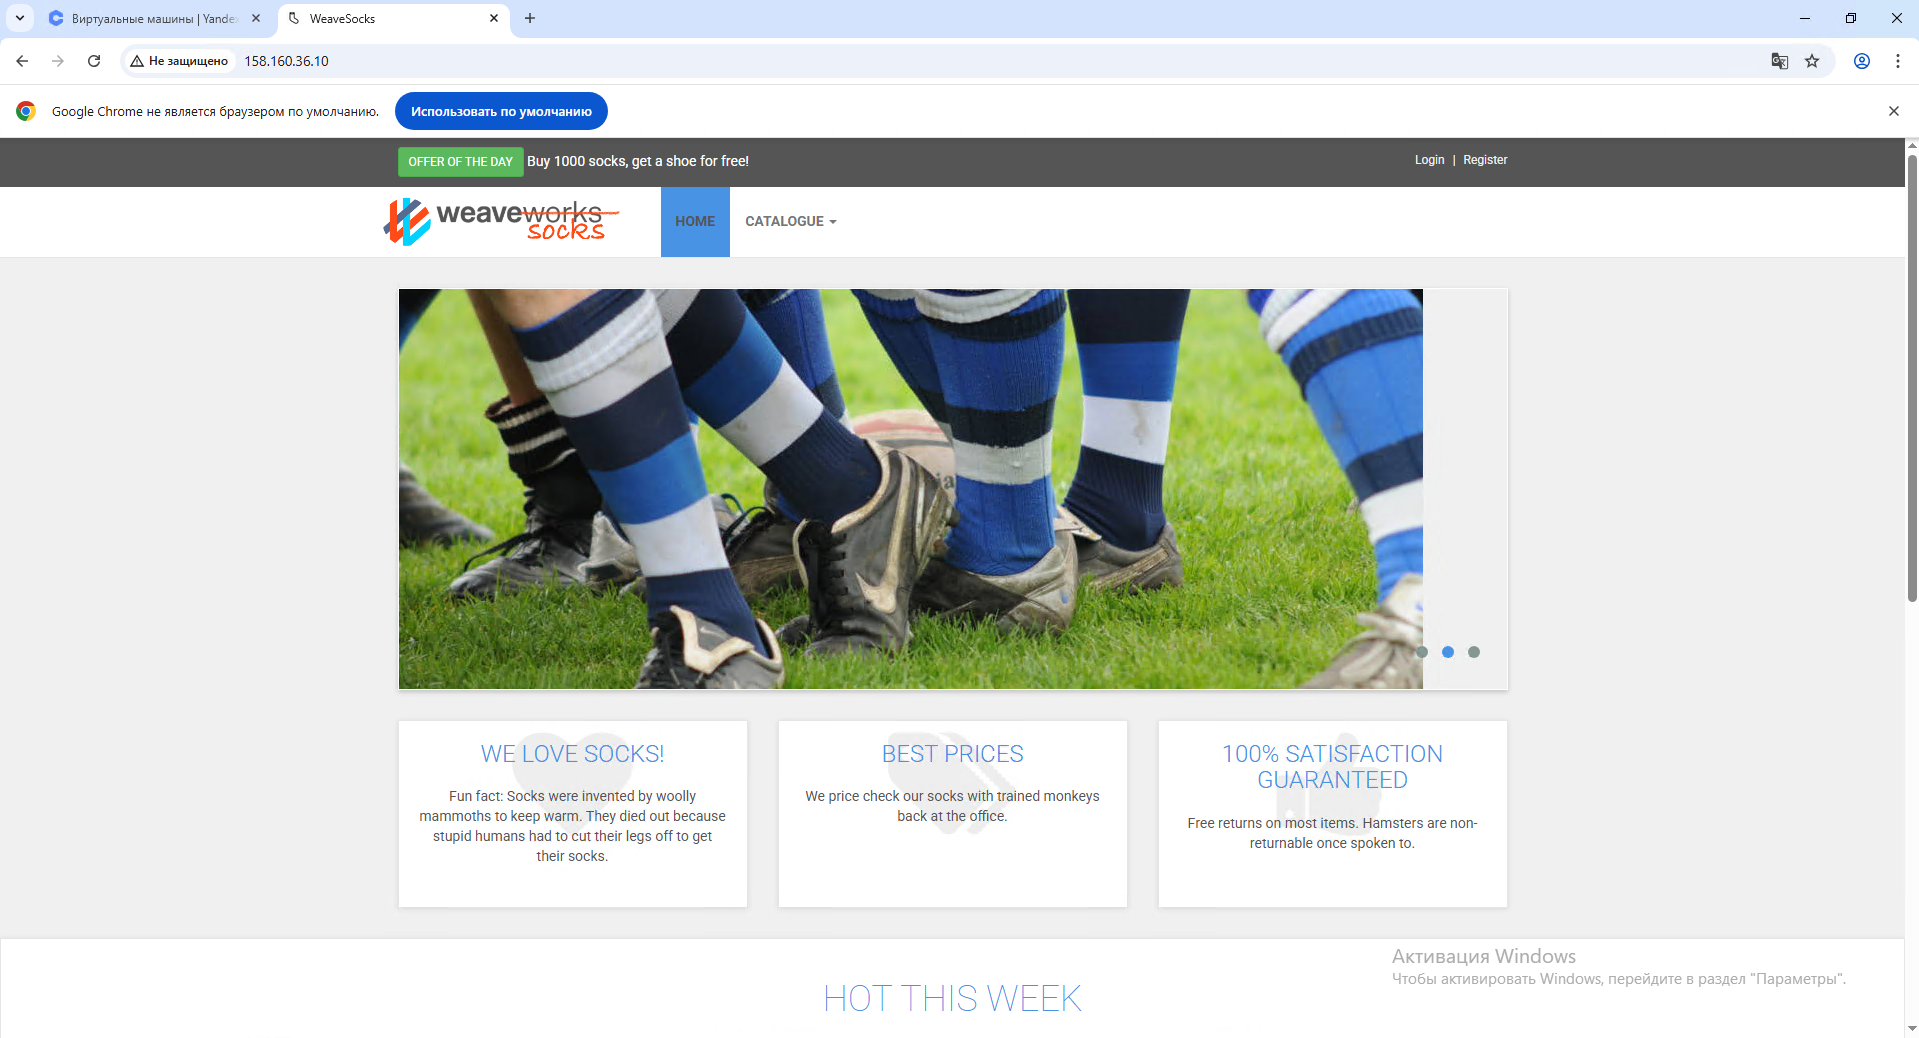 Виртуальные машины | Yande
WeaveSocks
Не защищено
158.160.36.10
Google Chrome не является браузером по умолчанию.
Использовать по умолчанию
OFFER OF THE DAY Buy 1000 socks, get a shoe for free!
Login | Register
weaveworks
socks
HOME
CATALOGUE
WE LOVE SOCKS!
Fun fact: Socks were invented by woolly
mammoths to keep warm. They died out because
stupid humans had to cut their legs off to get
their socks.
BEST PRICES
We price check our socks with trained monkeys
back at the office.
100% SATISFACTION
GUARANTEED
Free returns on most items. Hamsters are non-
returnable once spoken to.
HOT THIS WEEK
Активация Windows
Чтобы активировать Windows, перейдите в раздел "Параметры".